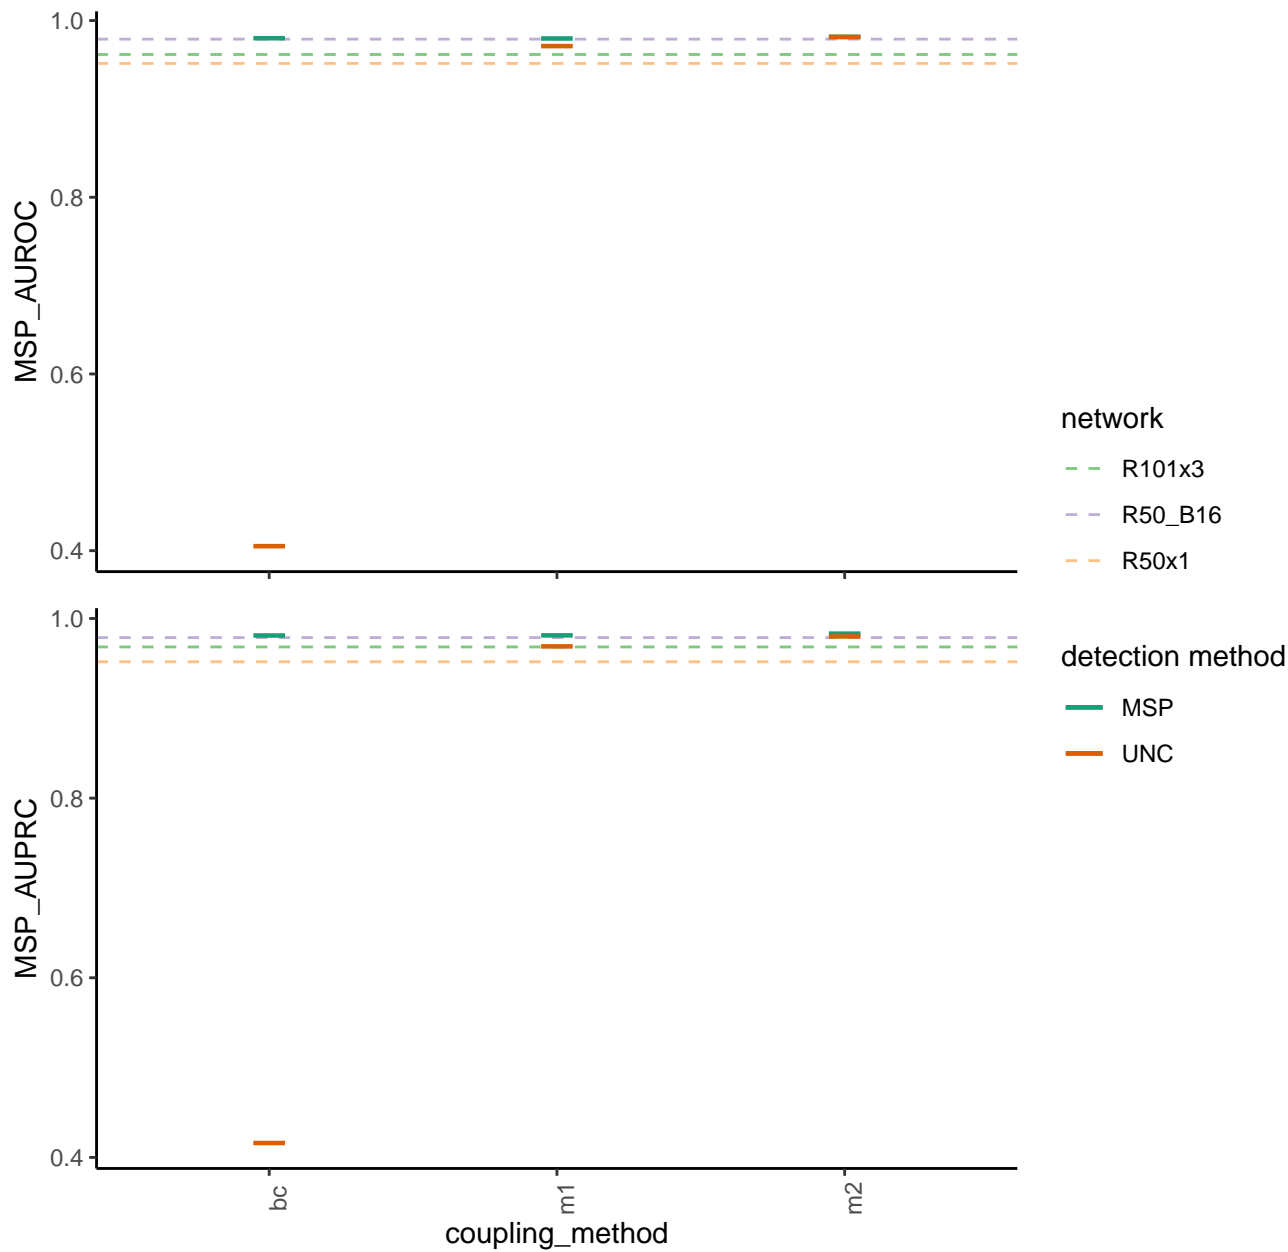 MSP_AUROC
1.0
0.8
0.6
0.4
MSP_AUPRC
1.0
0.8
0.6
0.4
bc
m1
m2
coupling_method
network
R101x3
R50_B16
R50x1
detection method
MSP
UNC